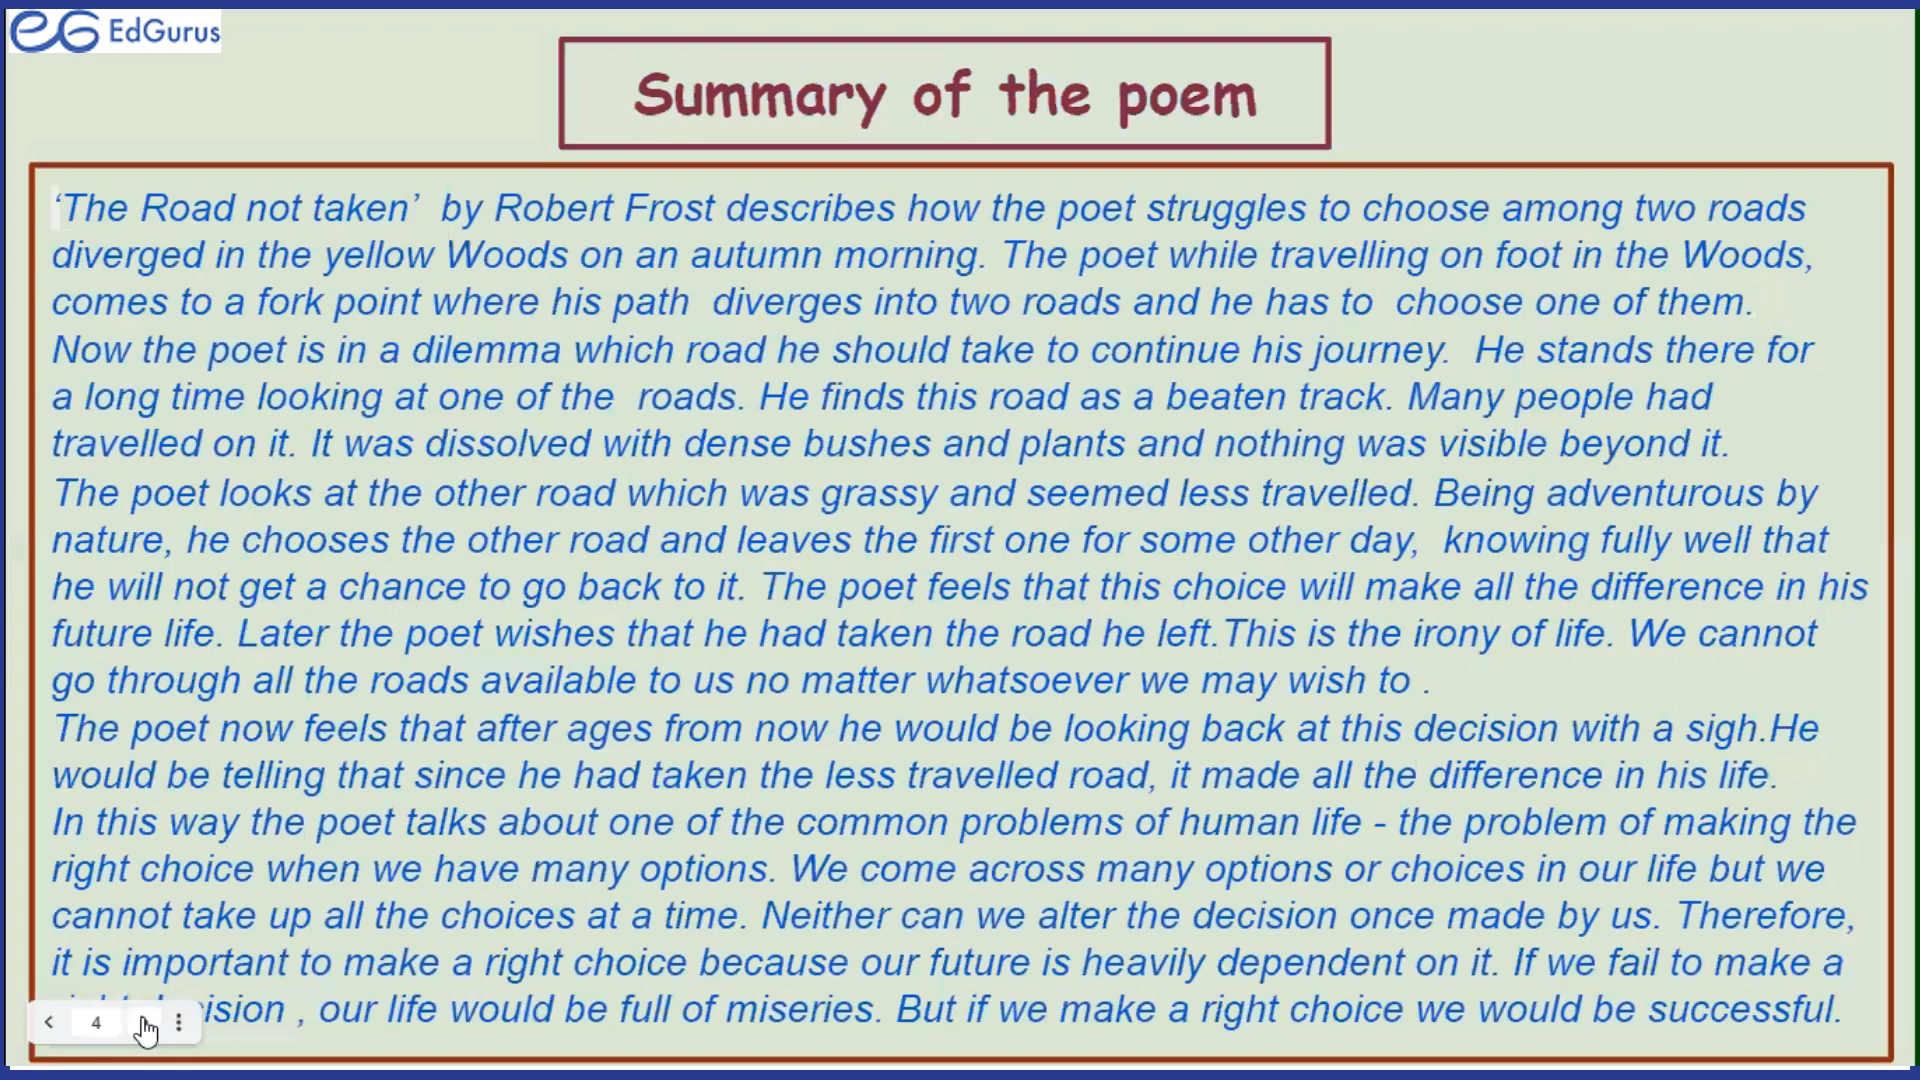 EdGurus
Summary of the poem
‘The Road not taken’ by Robert Frost describes how the poet struggles to choose among two roads
diverged in the yellow Woods on an autumn morning. The poet while travelling on foot in the Woods,
comes to a fork point where his path diverges into two roads and he has to choose one of them.
Now the poet is in a dilemma which road he should take to continue his journey. He stands there for
a long time looking at one of the roads. He finds this road as a beaten track. Many people had
travelled on it. It was dissolved with dense bushes and plants and nothing was visible beyond it.
The poet looks at the other road which was grassy and seemed less travelled. Being adventurous by
nature, he chooses the other road and leaves the first one for some other day, knowing fully well that
he will not get a chance to go back to it. The poet feels that this choice will make all the difference in his
future life. Later the poet wishes that he had taken the road he left.This is the irony of life. We cannot
go through all the roads available to us no matter whatsoever we may wish to .
The poet now feels that after ages from now he would be looking back at this decision with a sigh.He
would be telling that since he had taken the less travelled road, it made all the difference in his life.
In this way the poet talks about one of the common problems of human life - the problem of making the
right choice when we have many options. We come across many options or choices in our life but we
cannot take up all the choices at a time. Neither can we alter the decision once made by us. Therefore,
it is important to make a right choice because our future is heavily dependent on it. If we fail to make a
, our life would be full of miseries. But if we make a right choice we would be successful.
4